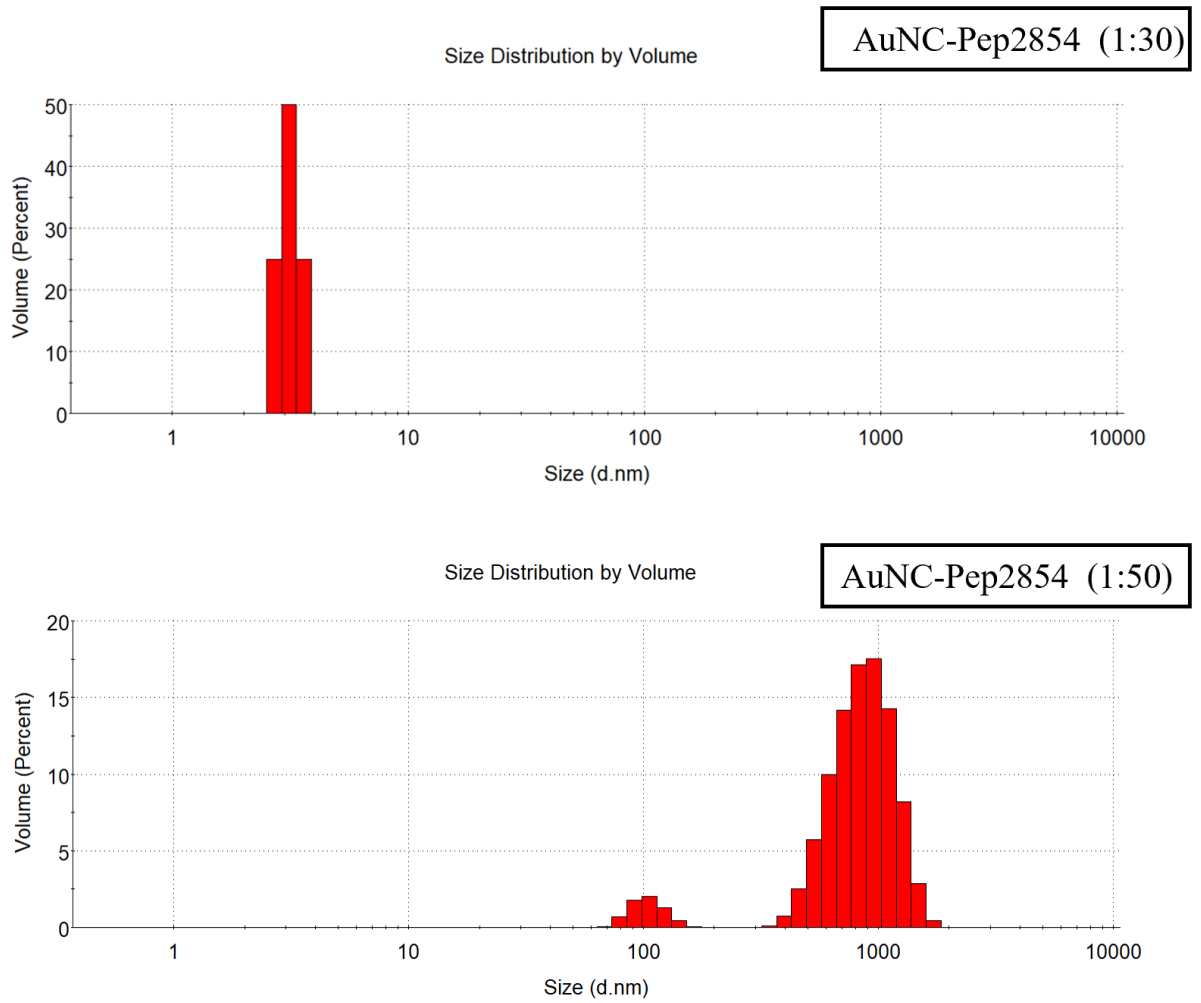 AuNC-Pep2854 (1:30)
Size Distribution by Volume
50
40
30
20
10
0
Volume (Percent)
1 10 100 1000 10000
Size (d.nm)
AuNC-Pep2854 (1:50)
Size Distribution by Volume
20
15
10
5
0
Volume (Percent)
1 10 100 1000 10000
Size (d.nm)